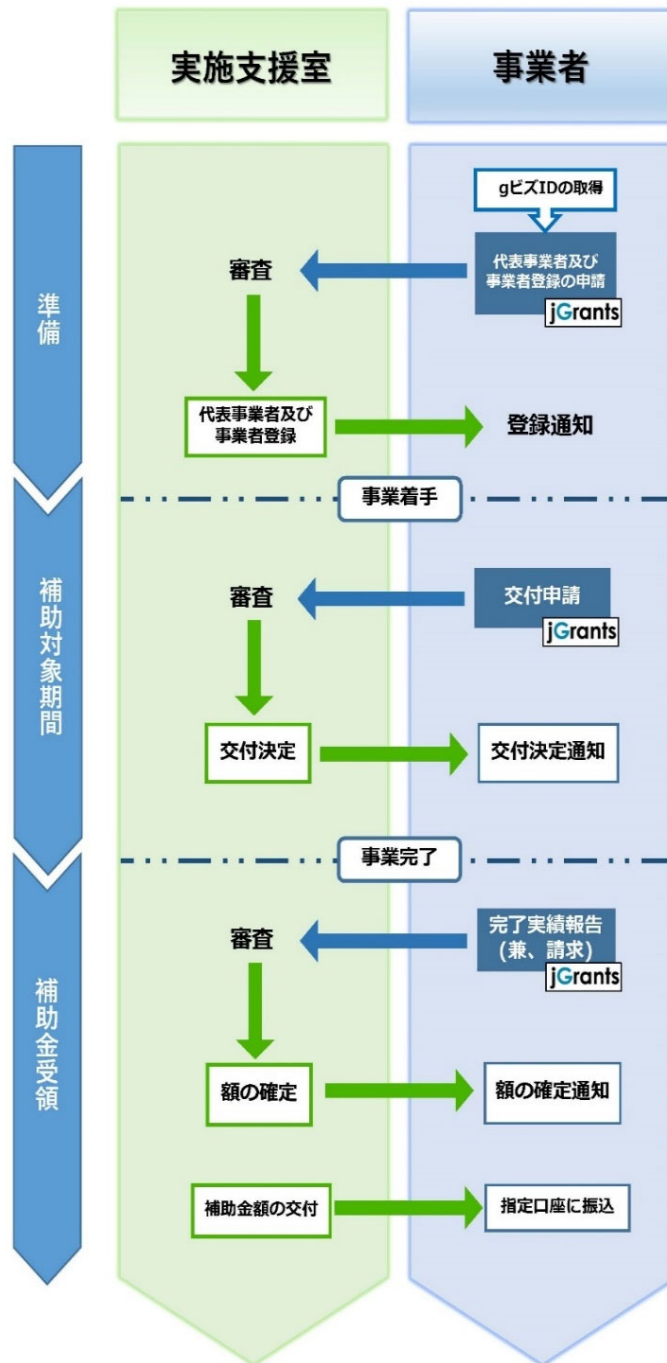 実施支援室
事業者
準備
gビズIDの取得
代表事業者及び
事業者登録の申請
jGrants
審査
代表事業者及び
事業者登録
登録通知
事業着手
補助対象期間
審査
交付申請
jGrants
交付決定
交付決定通知
事業完了
補助金受領
審査
完了実績報告
(兼、請求)
jGrants
額の確定
額の確定通知
補助金額の交付
指定口座に振込